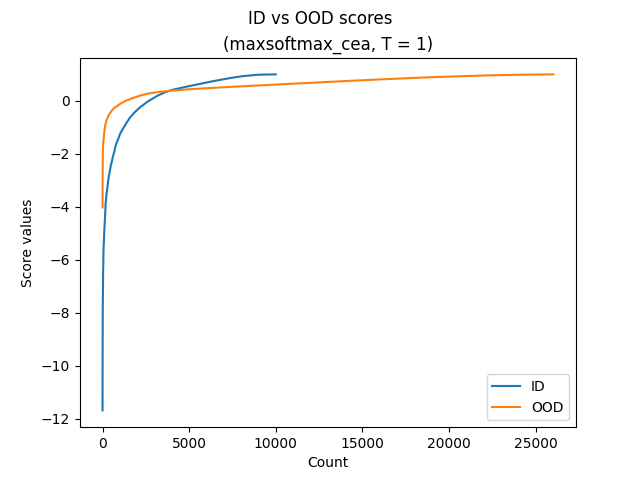 ID vs OOD scores
(maxsoftmax_cea, T = 1)
Score values
0
−2
−4
−6
−8
−10
−12
0
5000
10000
15000
20000
25000
Count
ID
OOD